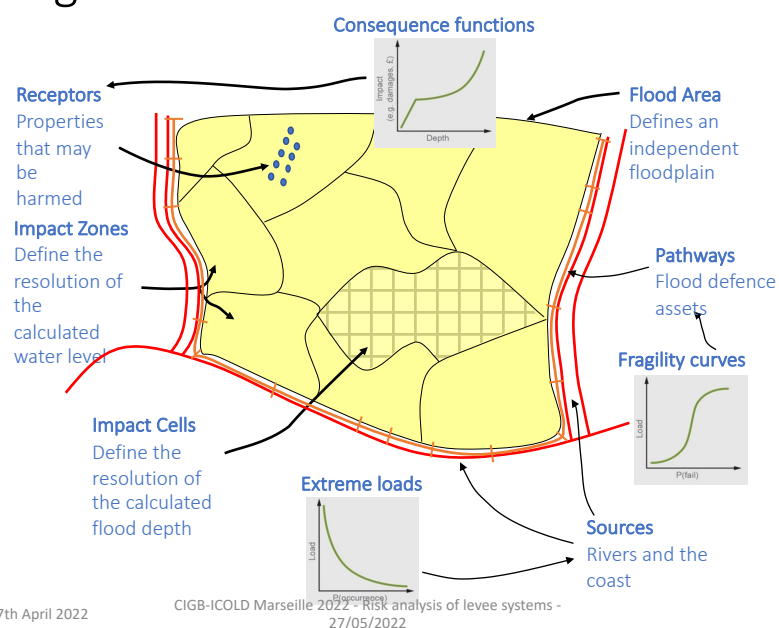 Consequence functions
Impact
(e.g. damages, £)
Depth
Receptors
Properties
that may
be
harmed
Flood Area
Defines an
independent
floodplain
Impact Zones
Define the
resolution of
the
calculated
water level
Pathways
Flood defence
assets
Fragility curves
Load
P(fail)
Impact Cells
Define the
resolution of
the calculated
flood depth
Extreme loads
Load
P(occurrence)
Sources
Rivers and the
coast
7th April 2022
CIGB-ICOLD Marseille 2022 - Risk analysis of levee systems -
27/05/2022